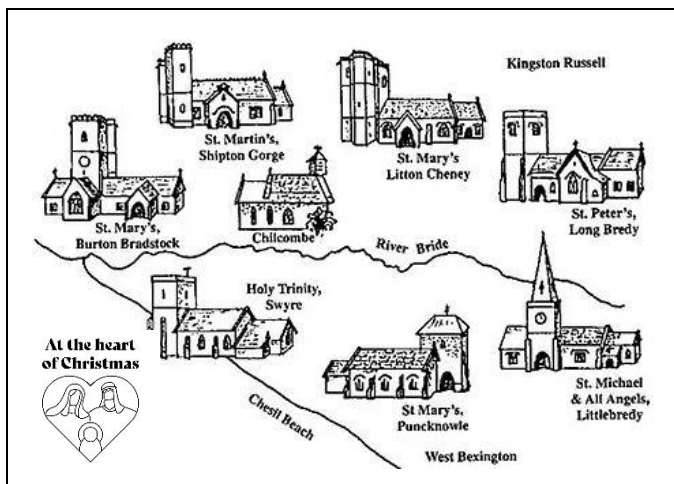 Kingston Russell
St. Martin's,
Shipton Gorge
St. Mary's
Litton Cheney
St. Peter's,
Long Bredy
St. Mary's,
Burton Bradstock
Chilcombe
River Bride
Holy Trinity,
Swyre
At the heart
of Christmas
Chesil Beach
St Mary's,
Puncknowle
St. Michael
& All Angels,
Littlebredy
West Bexington